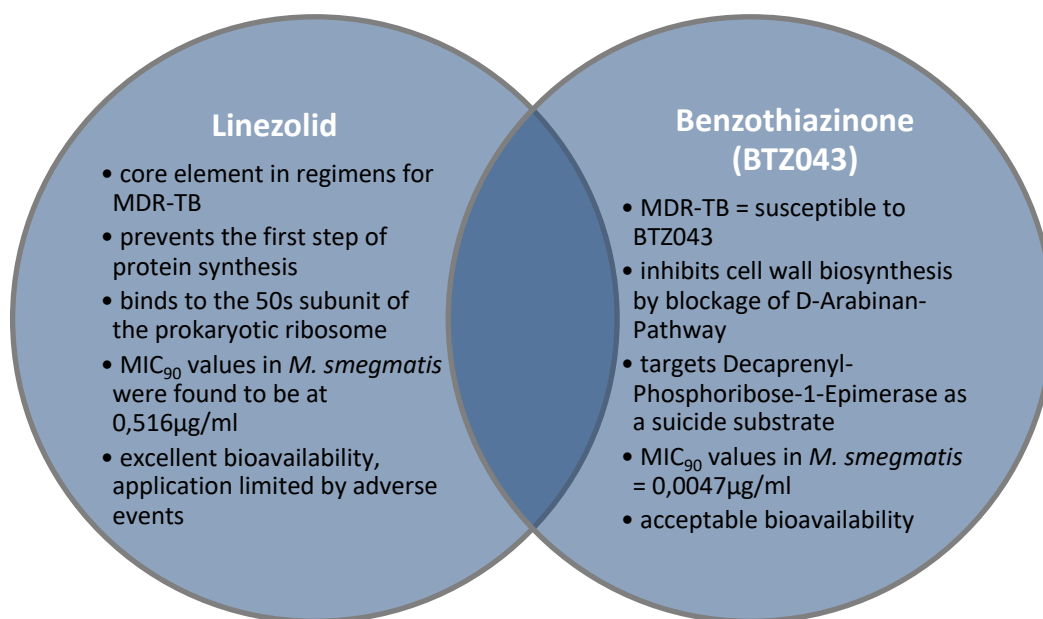 Linezolid
• core element in regimens for
MDR-TB
• prevents the first step of
protein synthesis
• binds to the 50s subunit of
the prokaryotic ribosome
• MIC90 values in M. smegmatis
were found to be at
0,516µg/ml
• excellent bioavailability,
application limited by adverse
events
Benzothiazinone
(BTZ043)
• MDR-TB = susceptible to
BTZ043
• inhibits cell wall biosynthesis
by blockage of D-Arabinan-
Pathway
• targets Decaprenyl-
Phosphoribose-1-Epimerase as
a suicide substrate
• MIC90 values in M. smegmatis
= 0,0047µg/ml
• acceptable bioavailability